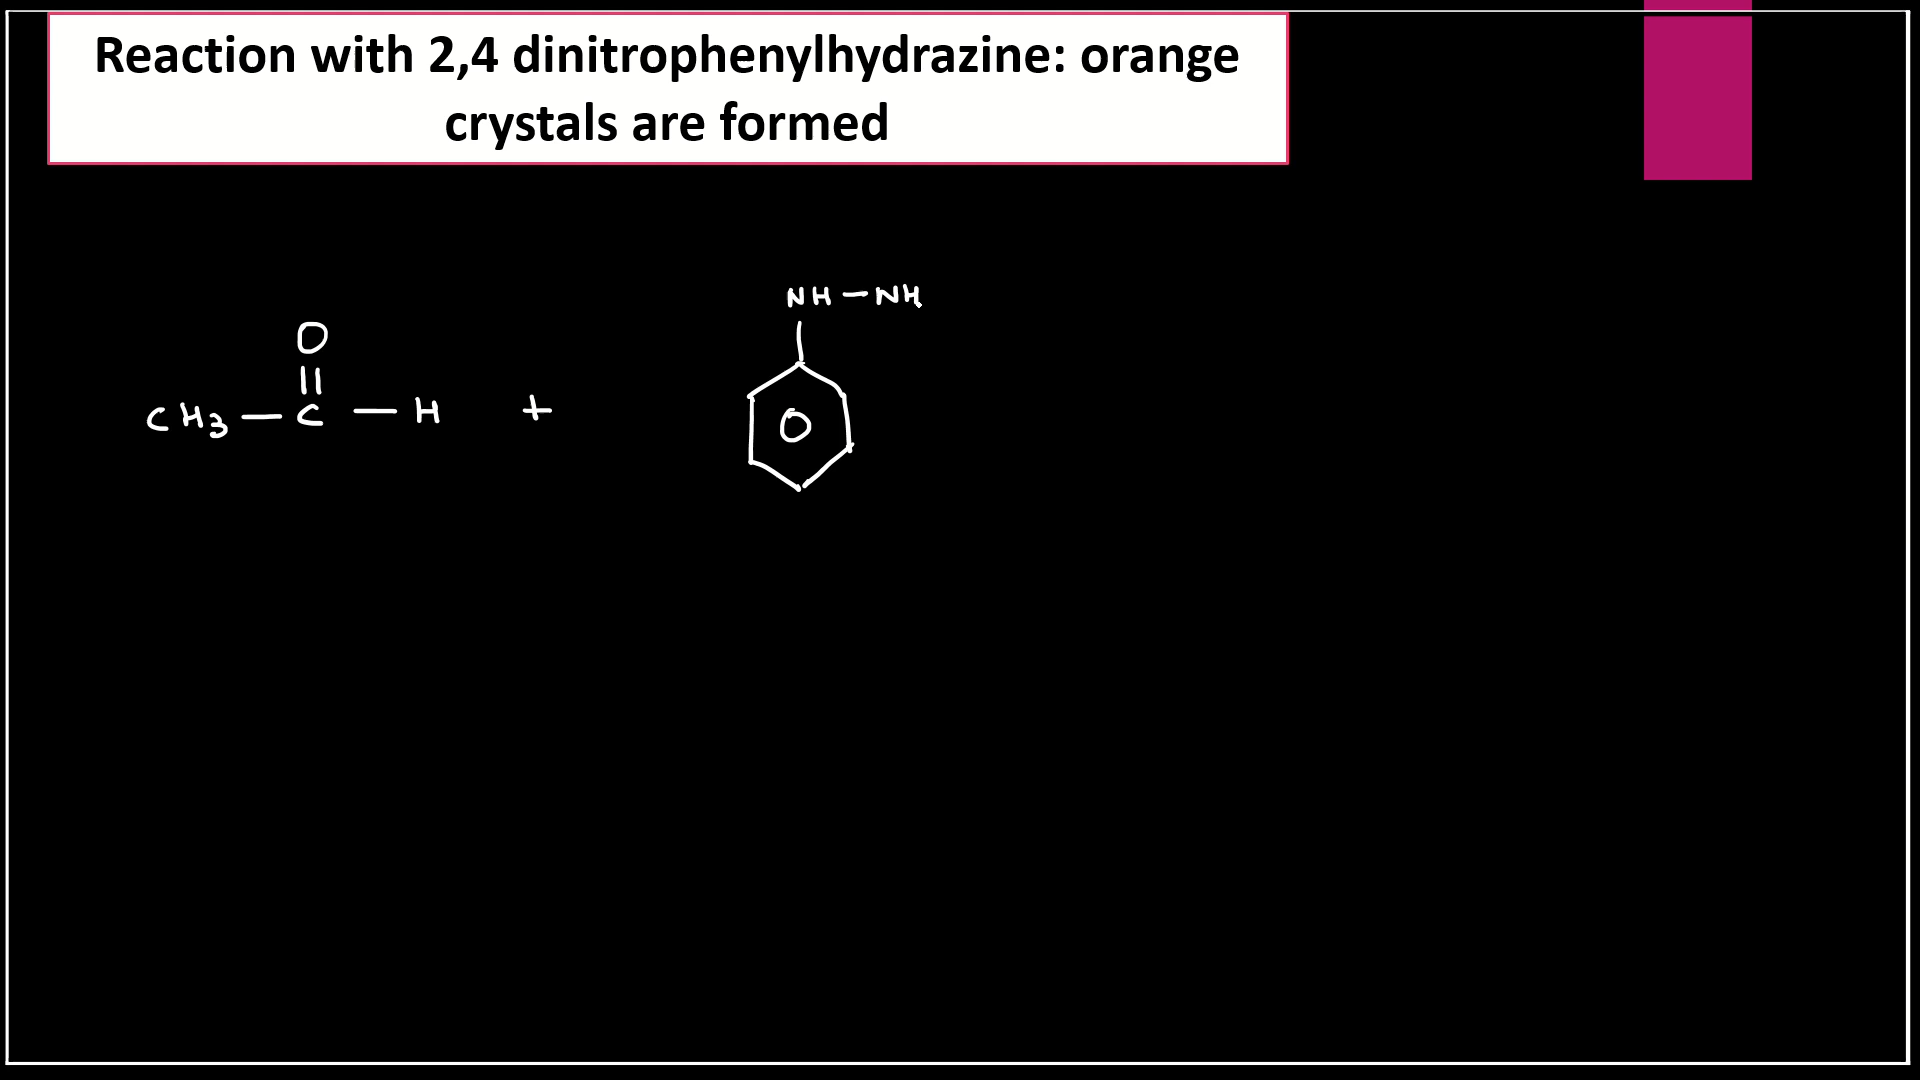 Reaction with 2,4 dinitrophenylhydrazine: orange
crystals are formed
NH — NH
O
||
CH3 — C — H +
O